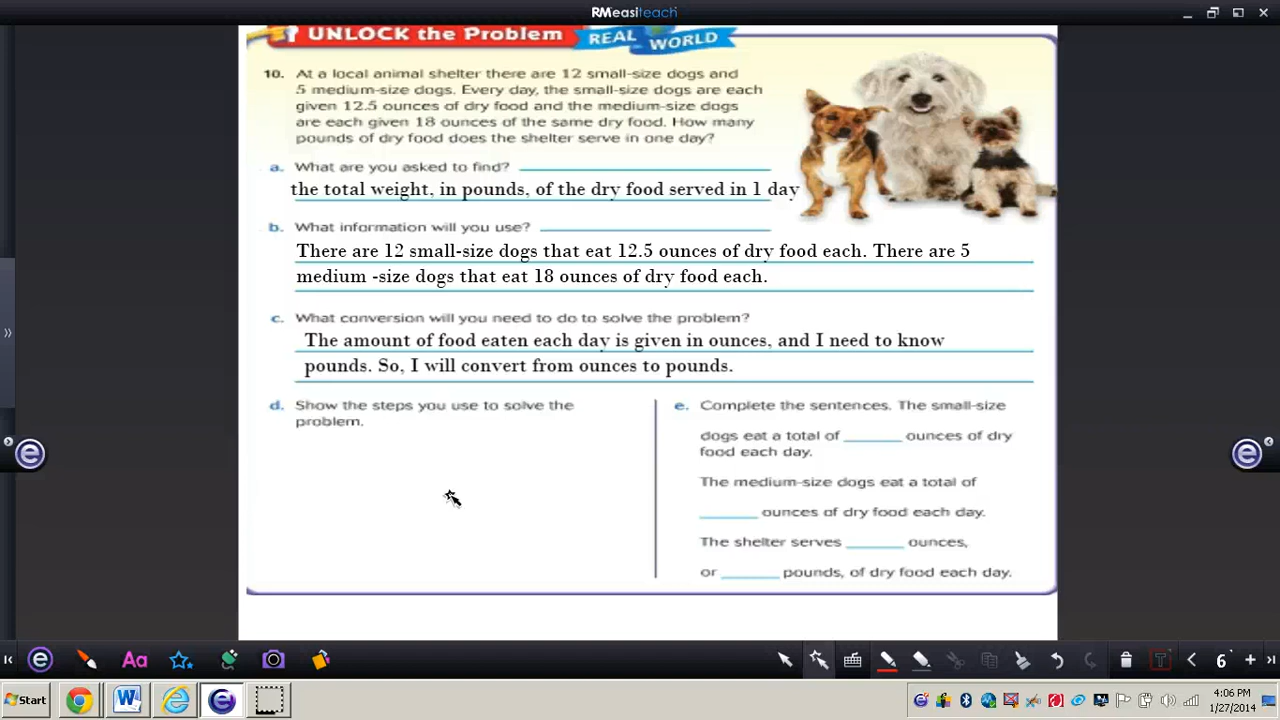 RMeasiteach
UNLOCK the Problem REAL WORLD
10. At a local animal shelter there are 12 small-size dogs and
5 medium-size dogs. Every day, the small-size dogs are each
given 12.5 ounces of dry food and the medium-size dogs
are each given 18 ounces of the same dry food. How many
pounds of dry food does the shelter serve in one day?
a. What are you asked to find?
the total weight, in pounds, of the dry food served in 1 day
b. What information will you use?
There are 12 small-size dogs that eat 12.5 ounces of dry food each. There are 5
medium -size dogs that eat 18 ounces of dry food each.
c. What conversion will you need to do to solve the problem?
The amount of food eaten each day is given in ounces, and I need to know
pounds. So, I will convert from ounces to pounds.
d. Show the steps you use to solve the
problem.
e. Complete the sentences. The small-size
dogs eat a total of ______ ounces of dry
food each day.
The medium-size dogs eat a total of
______ ounces of dry food each day.
The shelter serves ______ ounces,
or ______ pounds, of dry food each day.
Aa
6
Start
4:06 PM
1/27/2014